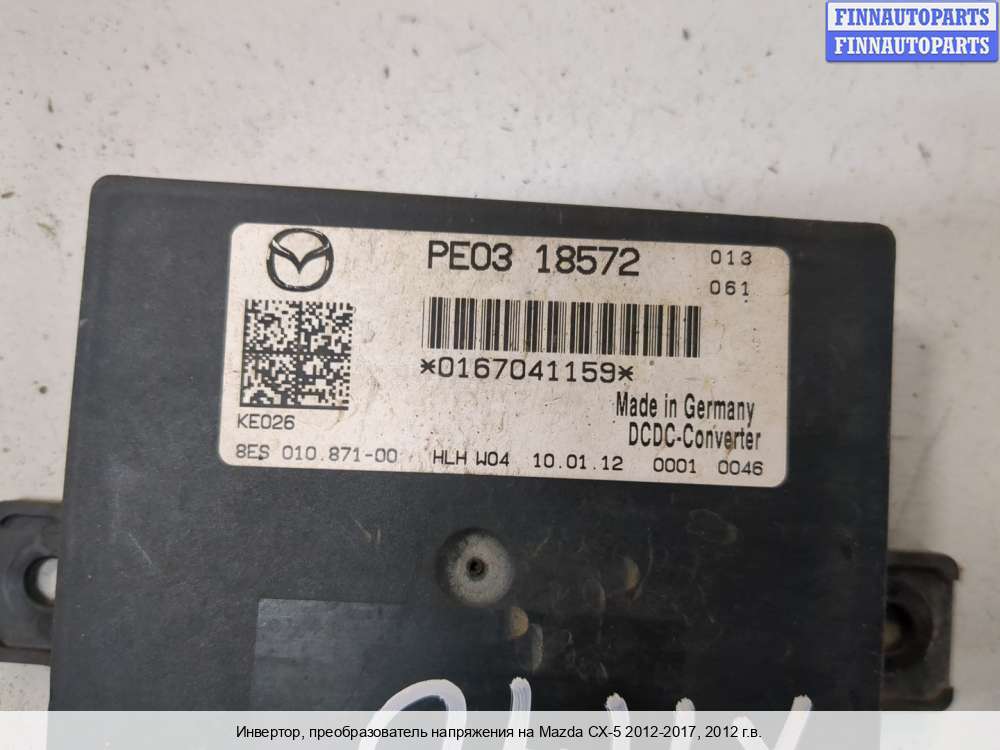 FINNAUTOPARTS
FINNAUTOPARTS
PE03 18572
013
061
*0167041159*
Made in Germany
DCDC-Converter
KE026
8ES 010.871-00 HLH W04 10.01.12 0001 0046
Инвертор, преобразователь напряжения на Mazda CX-5 2012-2017, 2012 г.в.